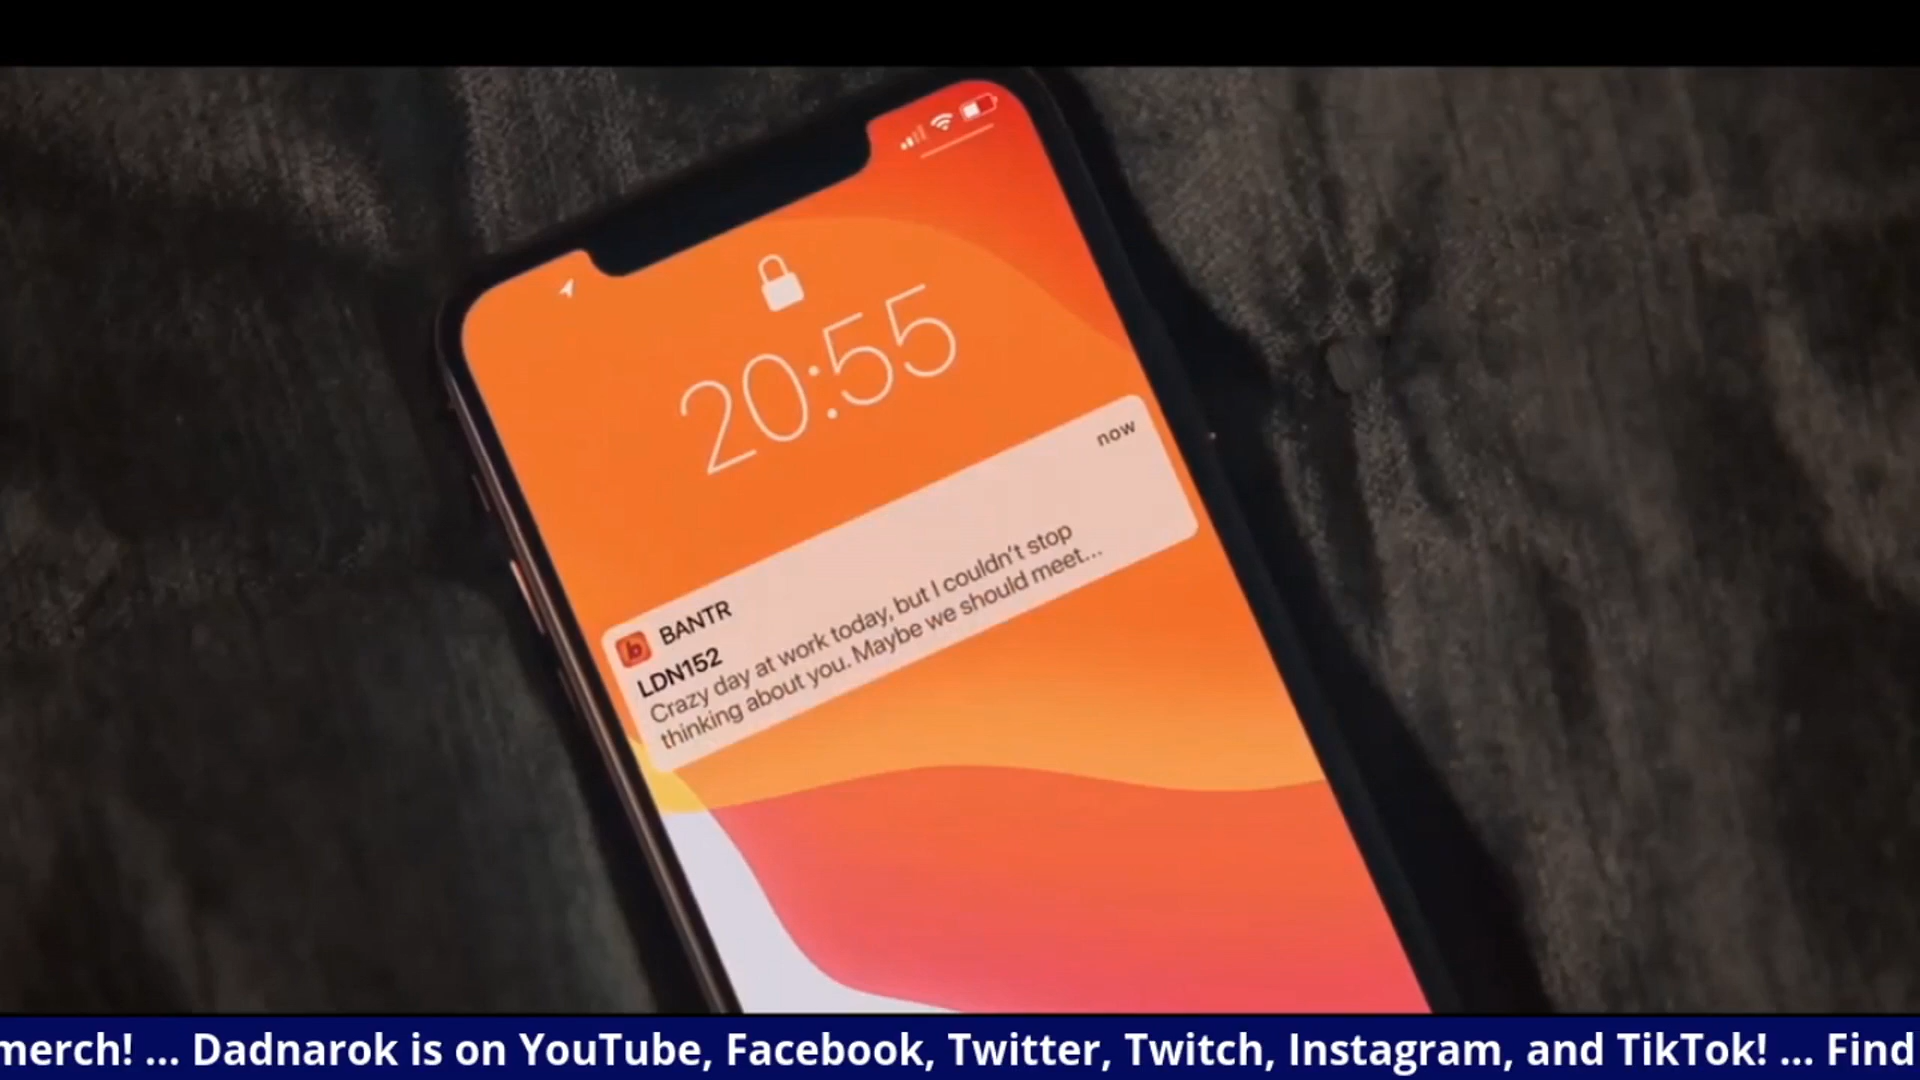 20:55
now
b BANTR
LDN152
Crazy day at work today, but I couldn't stop
thinking about you. Maybe we should meet...
merch! ... Dadnarok is on YouTube, Facebook, Twitter, Twitch, Instagram, and TikTok! ... Find